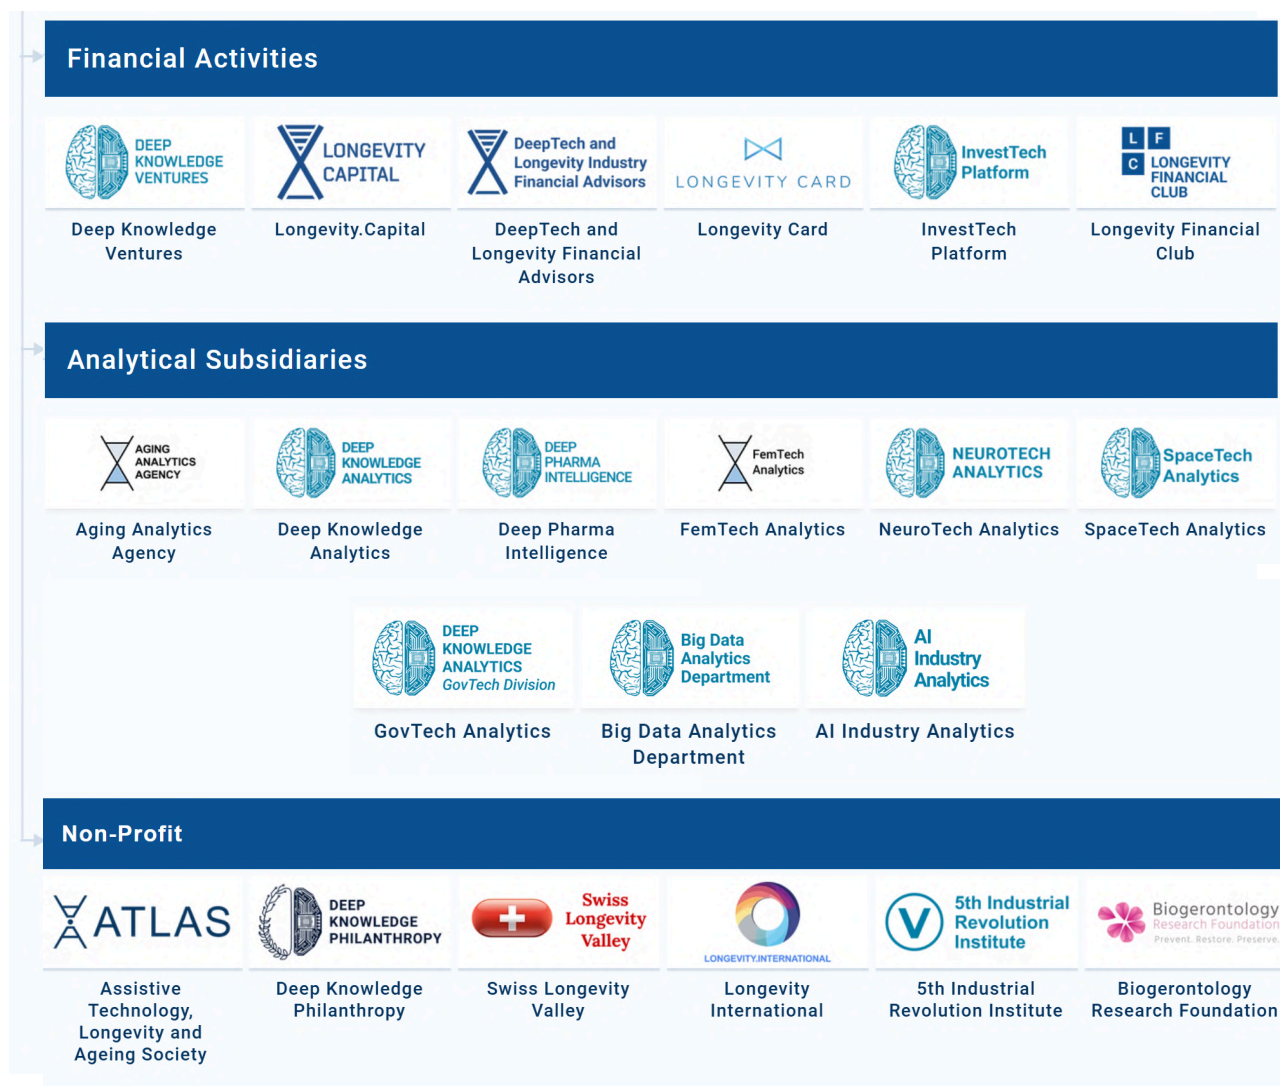 Financial Activities
DEEP
KNOWLEDGE
VENTURES
LONGEVITY
CAPITAL
DeepTech and
Longevity Industry
Financial Advisors
LONGEVITY CARD
InvestTech
Platform
L F
C LONGEVITY
FINANCIAL
CLUB
Deep Knowledge
Ventures
Longevity.Capital
DeepTech and
Longevity Financial
Advisors
Longevity Card
InvestTech
Platform
Longevity Financial
Club
Analytical Subsidiaries
AGING
ANALYTICS
AGENCY
DEEP
KNOWLEDGE
ANALYTICS
DEEP
PHARMA
INTELLIGENCE
FemTech
Analytics
NEUROTECH
ANALYTICS
SpaceTech
Analytics
Aging Analytics
Agency
Deep Knowledge
Analytics
Deep Pharma
Intelligence
FemTech Analytics
NeuroTech Analytics
SpaceTech Analytics
DEEP
KNOWLEDGE
ANALYTICS
GovTech Division
Big Data
Analytics
Department
AI
Industry
Analytics
GovTech Analytics
Big Data Analytics
Department
AI Industry Analytics
Non-Profit
ATLAS
DEEP
KNOWLEDGE
PHILANTHROPY
Swiss
Longevity
Valley
LONGEVITY.INTERNATIONAL
V
5th Industrial
Revolution
Institute
Biogerontology
Research Foundation
Prevent. Restore. Preserve.
Assistive
Technology,
Longevity and
Ageing Society
Deep Knowledge
Philanthropy
Swiss Longevity
Valley
Longevity
International
5th Industrial
Revolution Institute
Biogerontology
Research Foundation